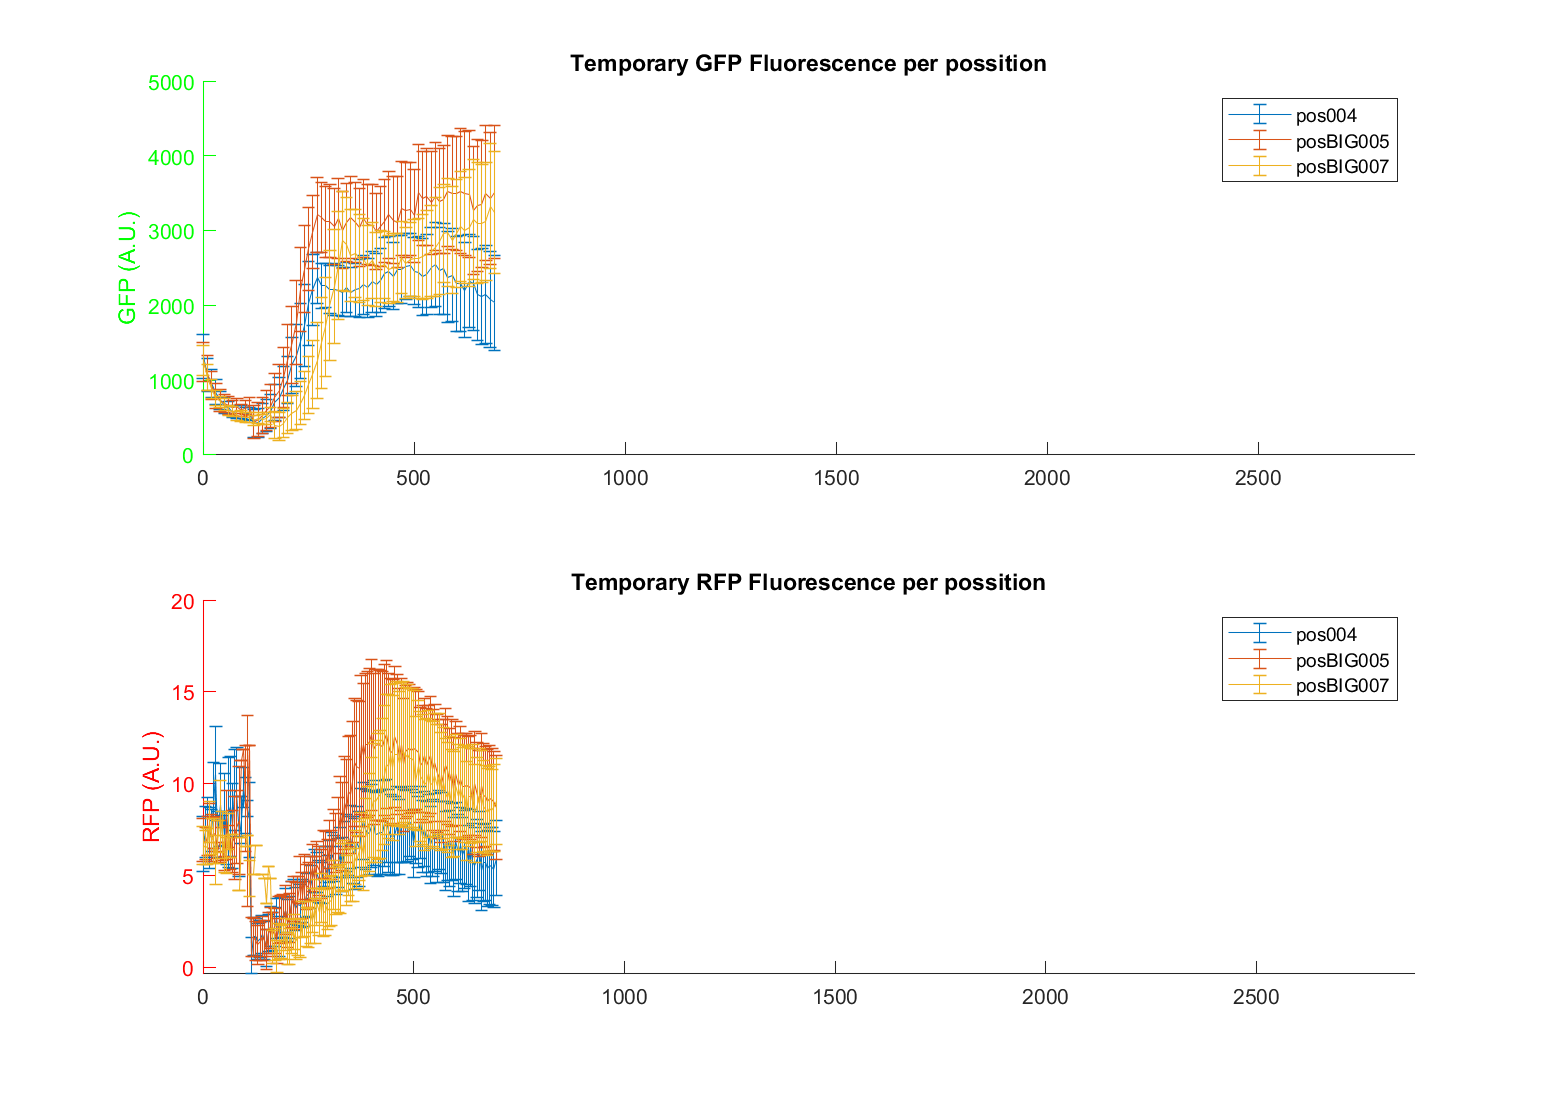 Temporary GFP Fluorescence per possition
5000
4000
3000
2000
1000
0
GFP (A.U.)
pos004
posBIG005
posBIG007
0 500 1000 1500 2000 2500
Temporary RFP Fluorescence per possition
20
15
10
5
0
RFP (A.U.)
pos004
posBIG005
posBIG007
0 500 1000 1500 2000 2500